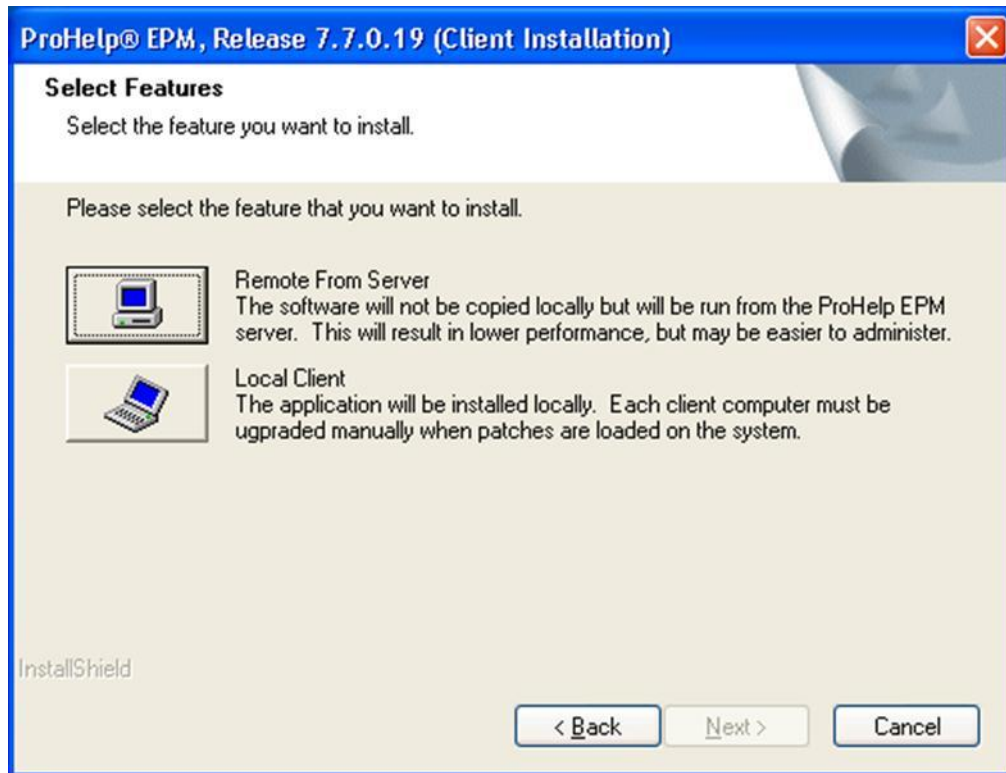 ProHelp® EPM, Release 7.7.0.19 (Client Installation)
Select Features
Select the feature you want to install.
Please select the feature that you want to install.
Remote From Server
The software will not be copied locally but will be run from the ProHelp EPM
server.  This will result in lower performance, but may be easier to administer.
Local Client
The application will be installed locally.  Each client computer must be
ugpraded manually when patches are loaded on the system.
InstallShield
< Back
Next >
Cancel